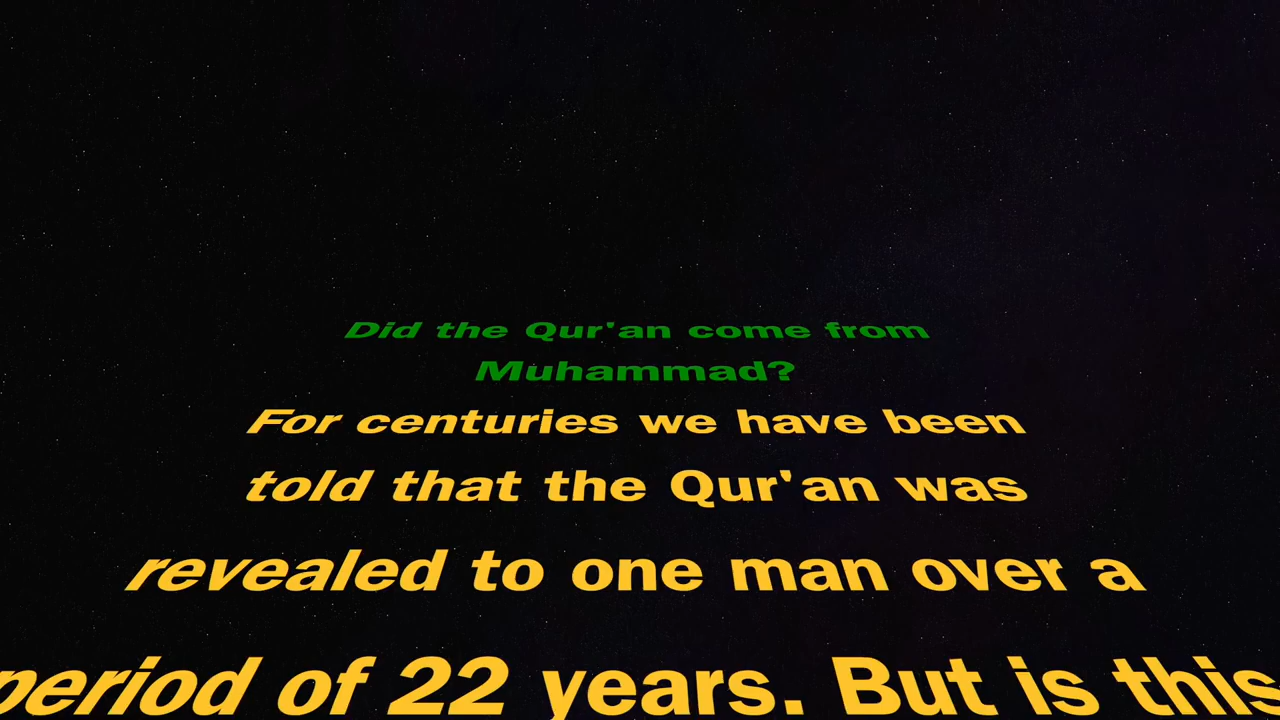 Did the Qur'an come from
Muhammad?
For centuries we have been
told that the Qur'an was
revealed to one man over a
period of 22 years. But is this